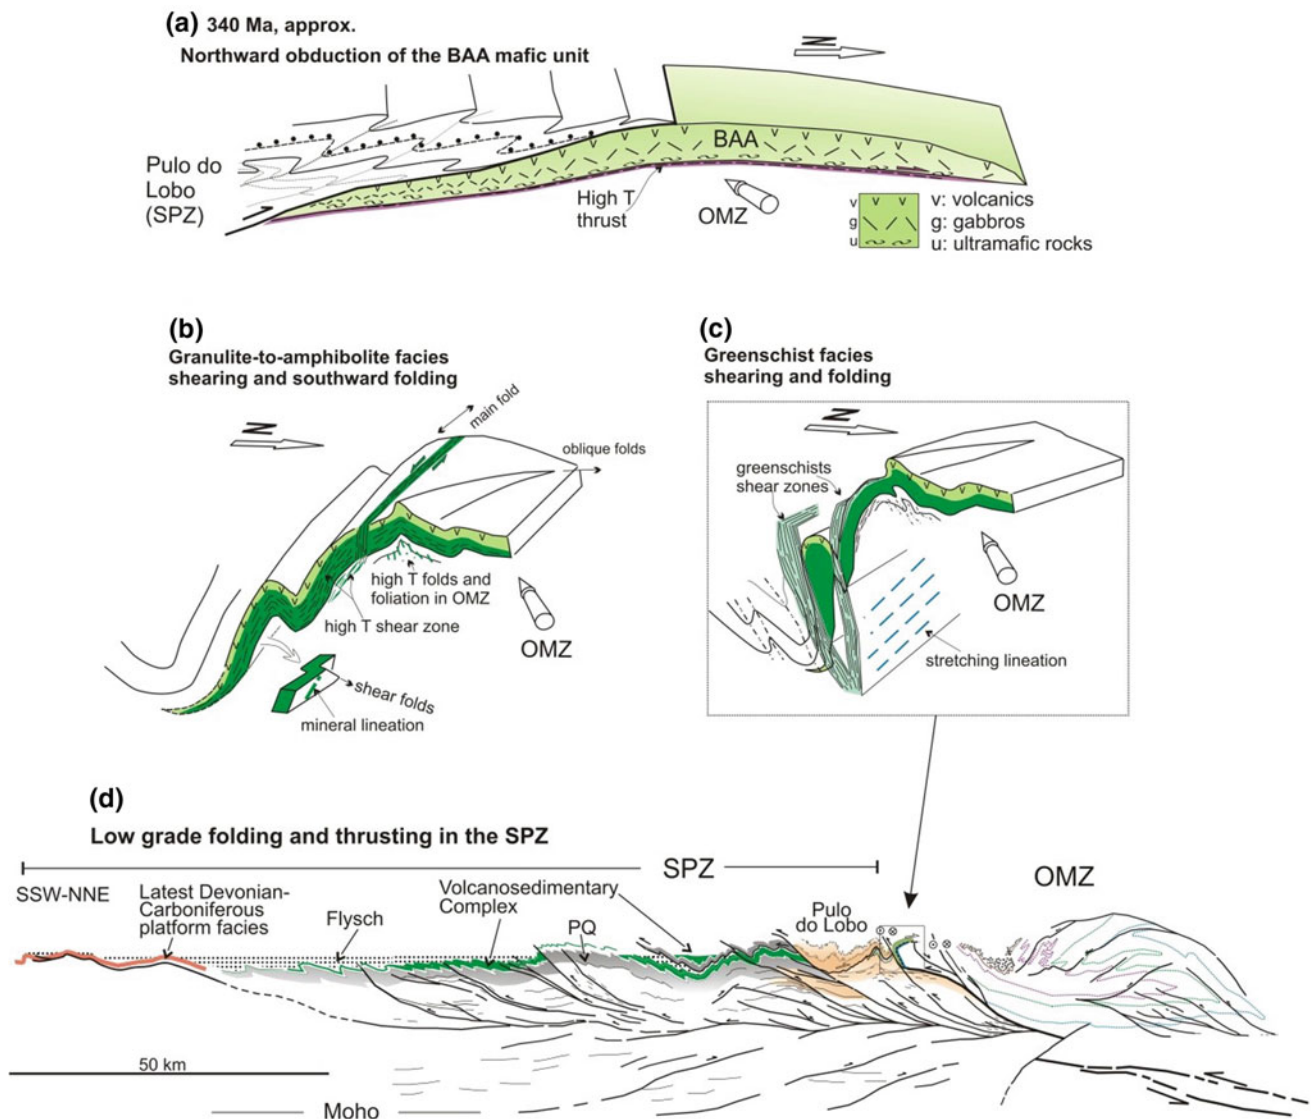 (a) 340 Ma, approx.
Northward obduction of the BAA mafic unit
N
BAA
Pulo do
Lobo
(SPZ)
High T
thrust
OMZ
v
g
u
v: volcanics
g: gabbros
u: ultramafic rocks
(b)
Granulite-to-amphibolite facies
shearing and southward folding
N
main fold
oblique folds
high T folds and
foliation in OMZ
high T shear zone
OMZ
shear folds
mineral lineation
(c)
Greenschist facies
shearing and folding
N
greenschists
shear zones
OMZ
stretching lineation
(d)
Low grade folding and thrusting in the SPZ
SPZ
OMZ
SSW-NNE
Latest Devonian-
Carboniferous
platform facies
Flysch
Volcanosedimentary
Complex
PQ
Pulo
do Lobo
50 km
Moho